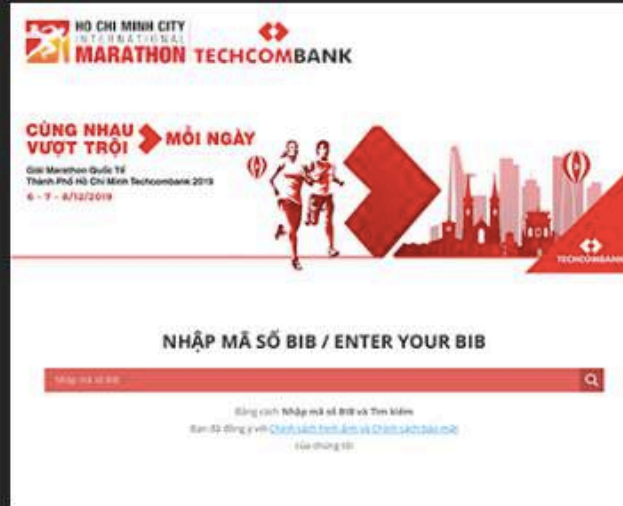 HO CHI MINH CITY
INTERNATIONAL
MARATHON TECHCOMBANK
CÙNG NHAU
VƯỢT TRỘI MỖI NGÀY
Giải Marathon Quốc Tế
Thành Phố Hồ Chí Minh Techcombank 2019
6 - 7 - 8/12/2019
TECHCOMBANK
NHẬP MÃ SỐ BIB / ENTER YOUR BIB
Nhập mã số BIB
Bằng cách Nhập mã số BIB và Tìm kiếm
Bạn đã đồng ý với Chính sách hình ảnh và Chính sách bảo mật
của chúng tôi